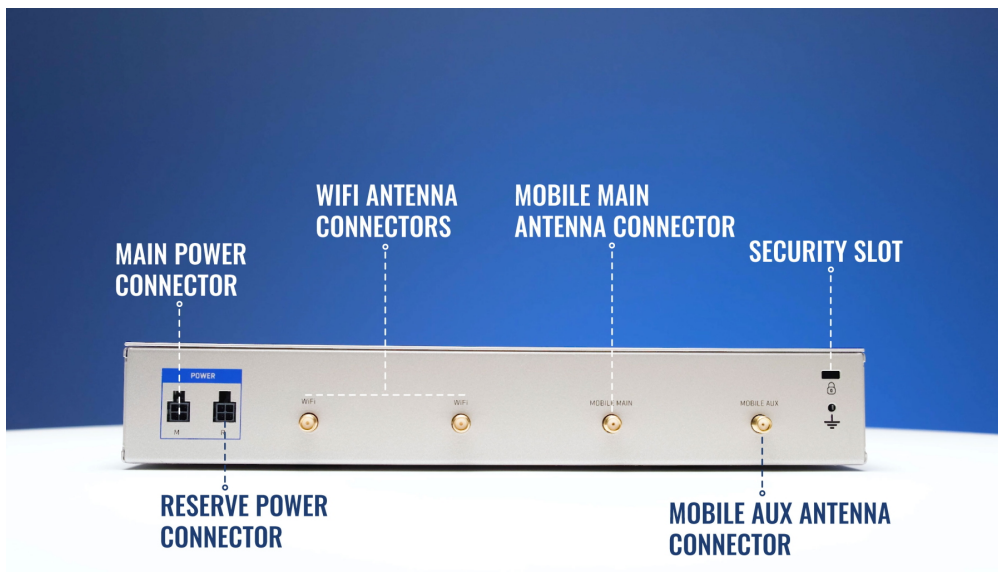 WIFI ANTENNA
CONNECTORS
MOBILE MAIN
ANTENNA CONNECTOR
MAIN POWER
CONNECTOR
SECURITY SLOT
POWER
WiFi
WiFi
MOBILE MAIN
MOBILE AUX
M
R
RESERVE POWER
CONNECTOR
MOBILE AUX ANTENNA
CONNECTOR